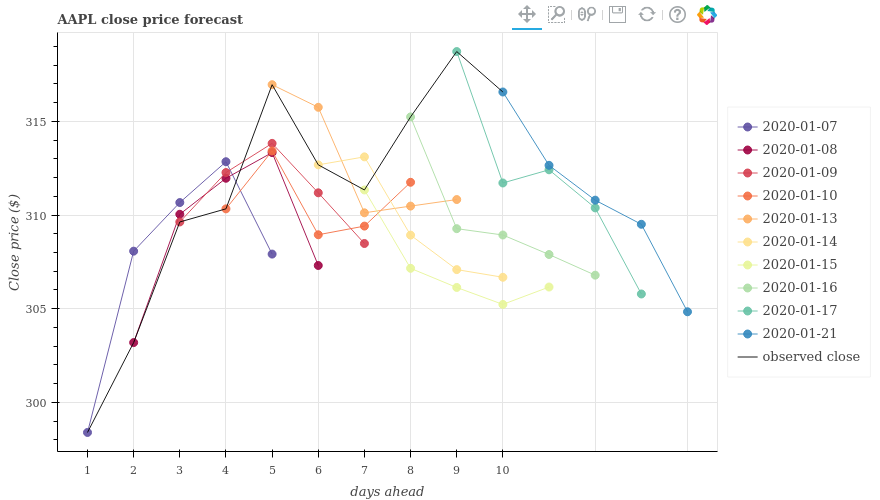 AAPL close price forecast
315
310
305
300
Close price ($)
1 2 3 4 5 6 7 8 9 10
days ahead
2020-01-07
2020-01-08
2020-01-09
2020-01-10
2020-01-13
2020-01-14
2020-01-15
2020-01-16
2020-01-17
2020-01-21
observed close